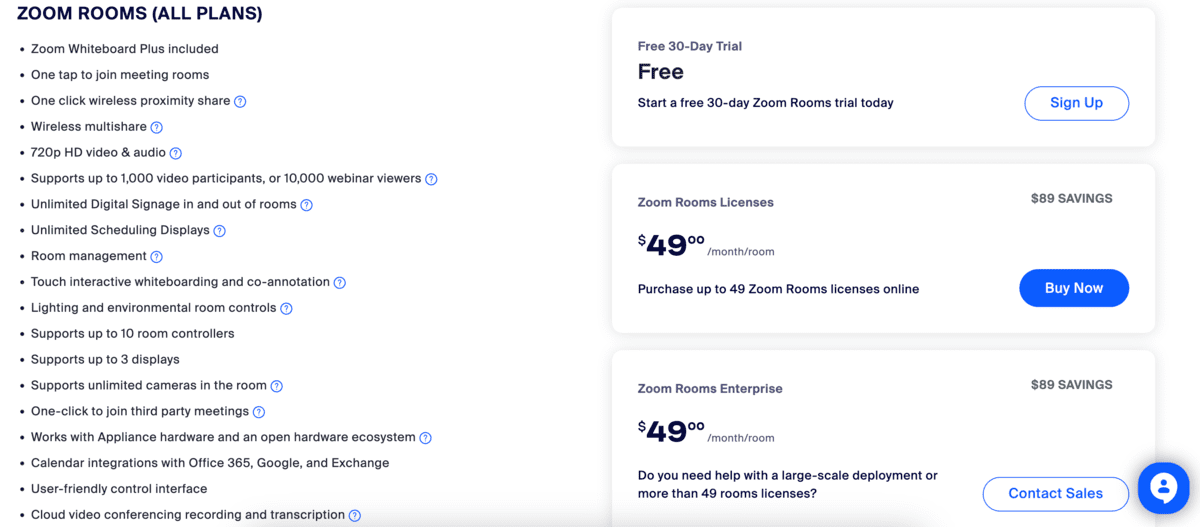 ZOOM ROOMS (ALL PLANS)
Zoom Whiteboard Plus included
One tap to join meeting rooms
One click wireless proximity share
Wireless multishare
720p HD video & audio
Supports up to 1,000 video participants, or 10,000 webinar viewers
Unlimited Digital Signage in and out of rooms
Unlimited Scheduling Displays
Room management
Touch interactive whiteboarding and co-annotation
Lighting and environmental room controls
Supports up to 10 room controllers
Supports up to 3 displays
Supports unlimited cameras in the room
One-click to join third party meetings
Works with Appliance hardware and an open hardware ecosystem
Calendar integrations with Office 365, Google, and Exchange
User-friendly control interface
Cloud video conferencing recording and transcription
Free 30-Day Trial
Free
Start a free 30-day Zoom Rooms trial today
Sign Up
Zoom Rooms Licenses
$89 SAVINGS
$4900 /month/room
Purchase up to 49 Zoom Rooms licenses online
Buy Now
Zoom Rooms Enterprise
$89 SAVINGS
$4900 /month/room
Do you need help with a large-scale deployment or
more than 49 rooms licenses?
Contact Sales